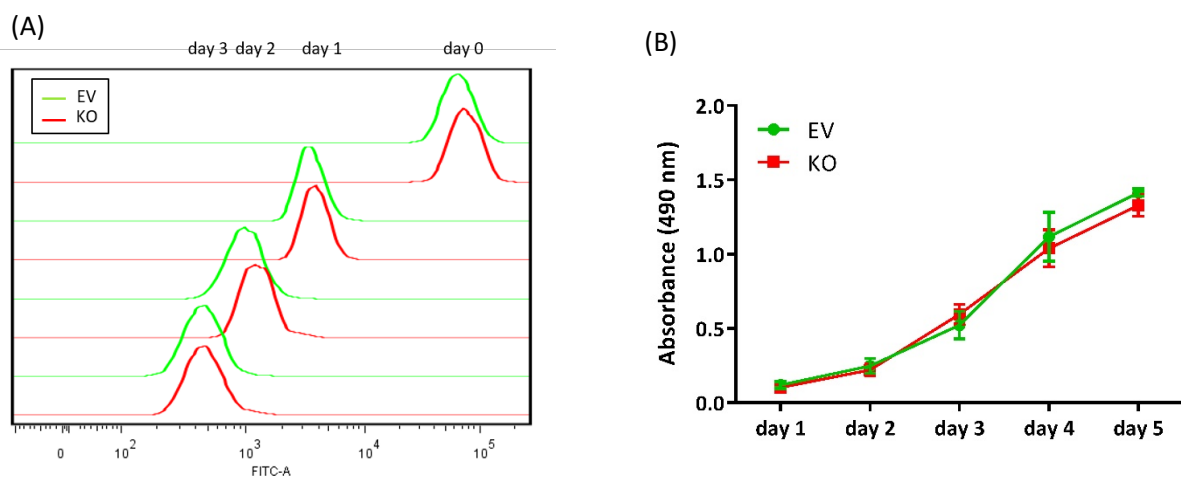 (A)
day 3 day 2 day 1 day 0
EV
KO
0 10² 10³ 10⁴ 10⁵
FITC-A
(B)
Absorbance (490 nm)
2.0
1.5
1.0
0.5
0.0
EV
KO
day 1 day 2 day 3 day 4 day 5